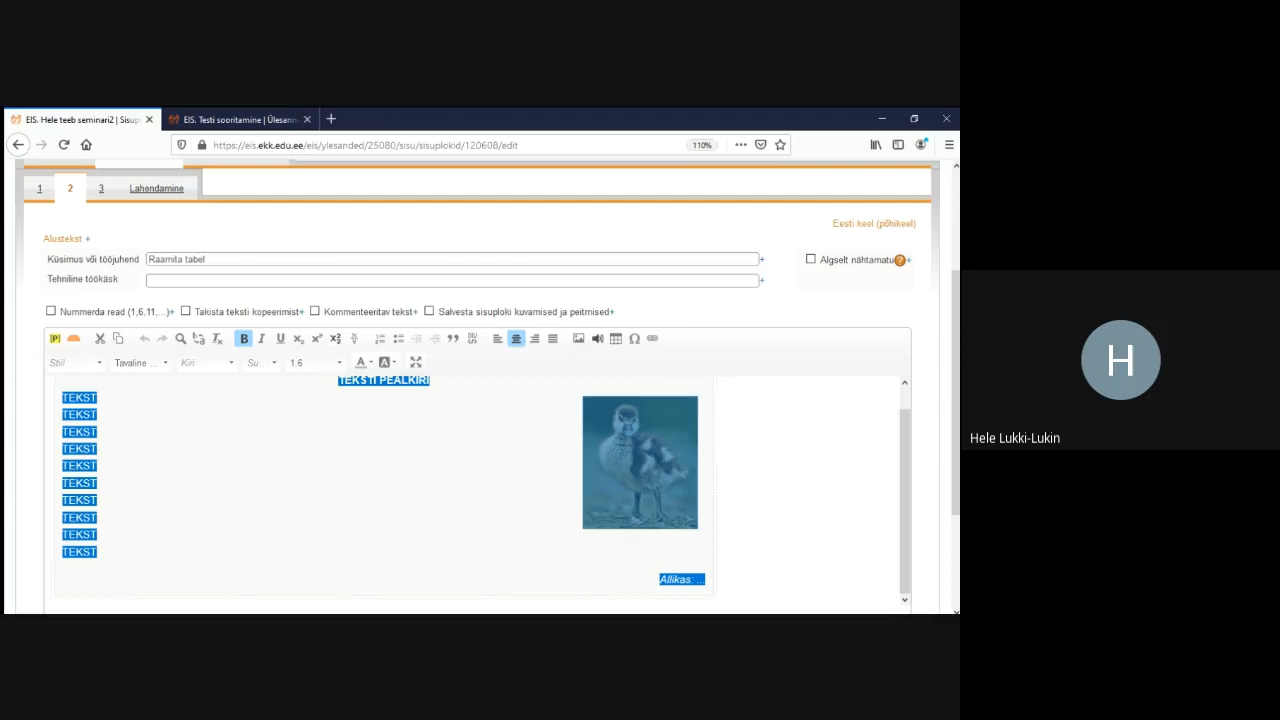 EIS. Hele teeb seminari2 | Sisup
EIS. Testi sooritamine | Ülesann
https://eis.ekk.edu.ee/eis/ylesanded/25080/sisu/sisuplokid/120608/edit
110%
1 2 3 Lahendamine
Eesti keel (põhikeel)
Alustekst +
Küsimus või tööjuhend Raamita tabel + Algselt nähtamatu ? +
Tehniline töökäsk +
Nummerda read (1,6,11,...)+ Takista teksti kopeerimist+ Kommenteeritav tekst+ Salvesta sisuploki kuvamised ja peitmised+
Stiil Tavaline ... Kiri Su... 1.6
TEKSTI PEALKIRI
TEKST
TEKST
TEKST
TEKST
TEKST
TEKST
TEKST
TEKST
TEKST
TEKST
Allikas: ...
H
Hele Lukki-Lukin